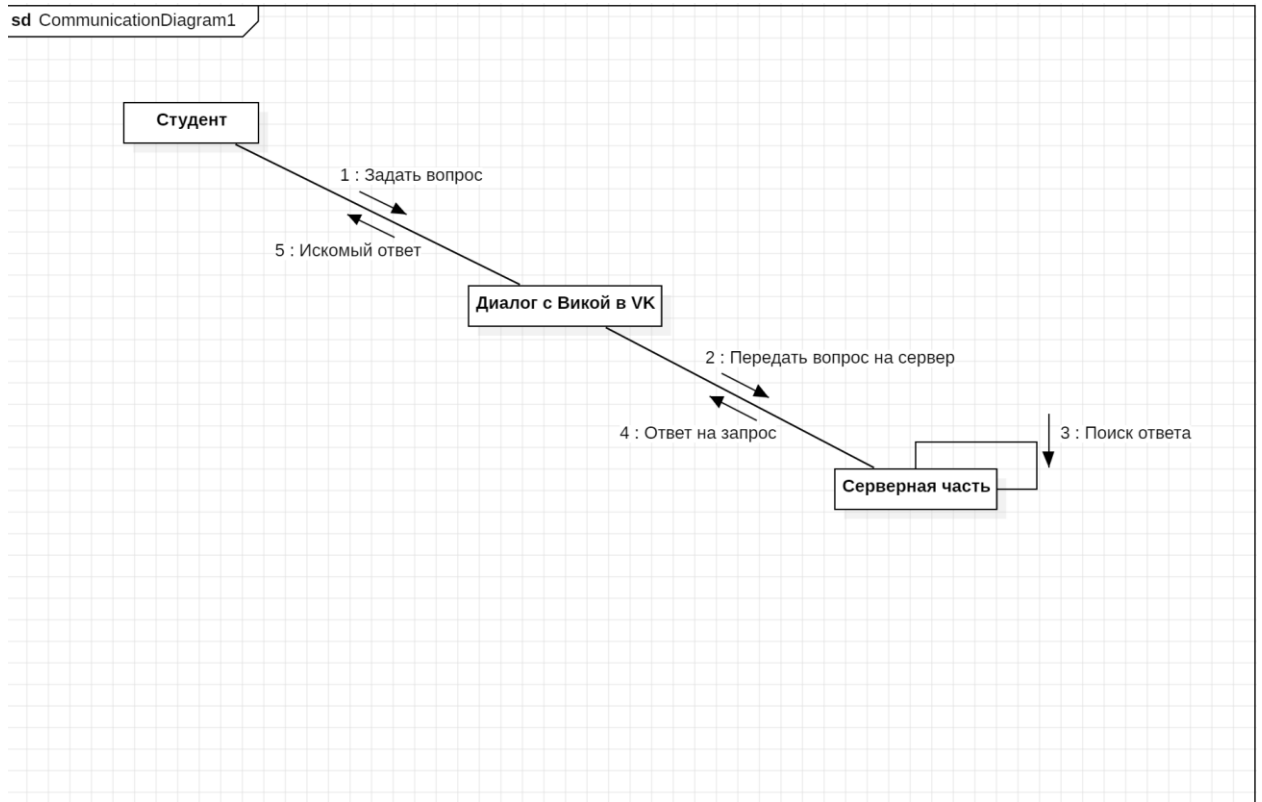 sd CommunicationDiagram1
Студент
1 : Задать вопрос
5 : Искомый ответ
Диалог с Викой в VK
2 : Передать вопрос на сервер
4 : Ответ на запрос
3 : Поиск ответа
Серверная часть